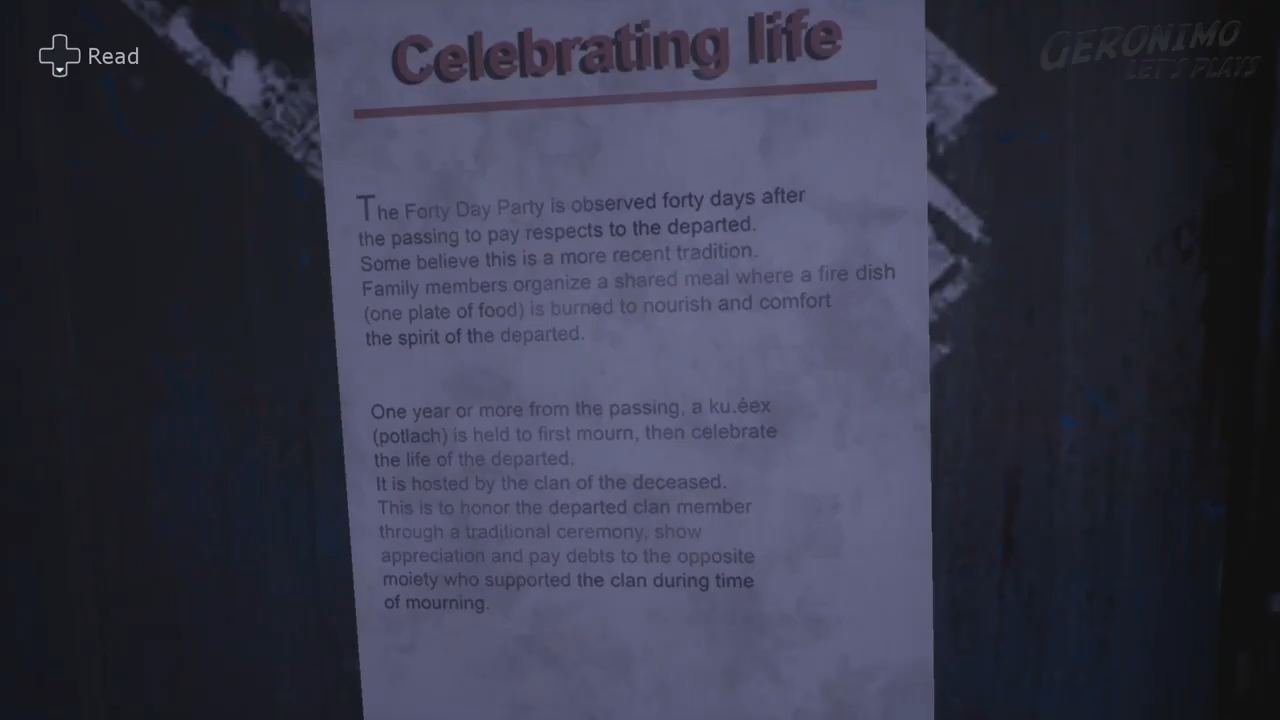 Read
GERONIMO
LET'S PLAYS
Celebrating life
The Forty Day Party is observed forty days after
the passing to pay respects to the departed.
Some believe this is a more recent tradition.
Family members organize a shared meal where a fire dish
(one plate of food) is burned to nourish and comfort
the spirit of the departed.
One year or more from the passing, a ku.éex
(potlach) is held to first mourn, then celebrate
the life of the departed.
It is hosted by the clan of the deceased.
This is to honor the departed clan member
through a traditional ceremony, show
appreciation and pay debts to the opposite
moiety who supported the clan during time
of mourning.